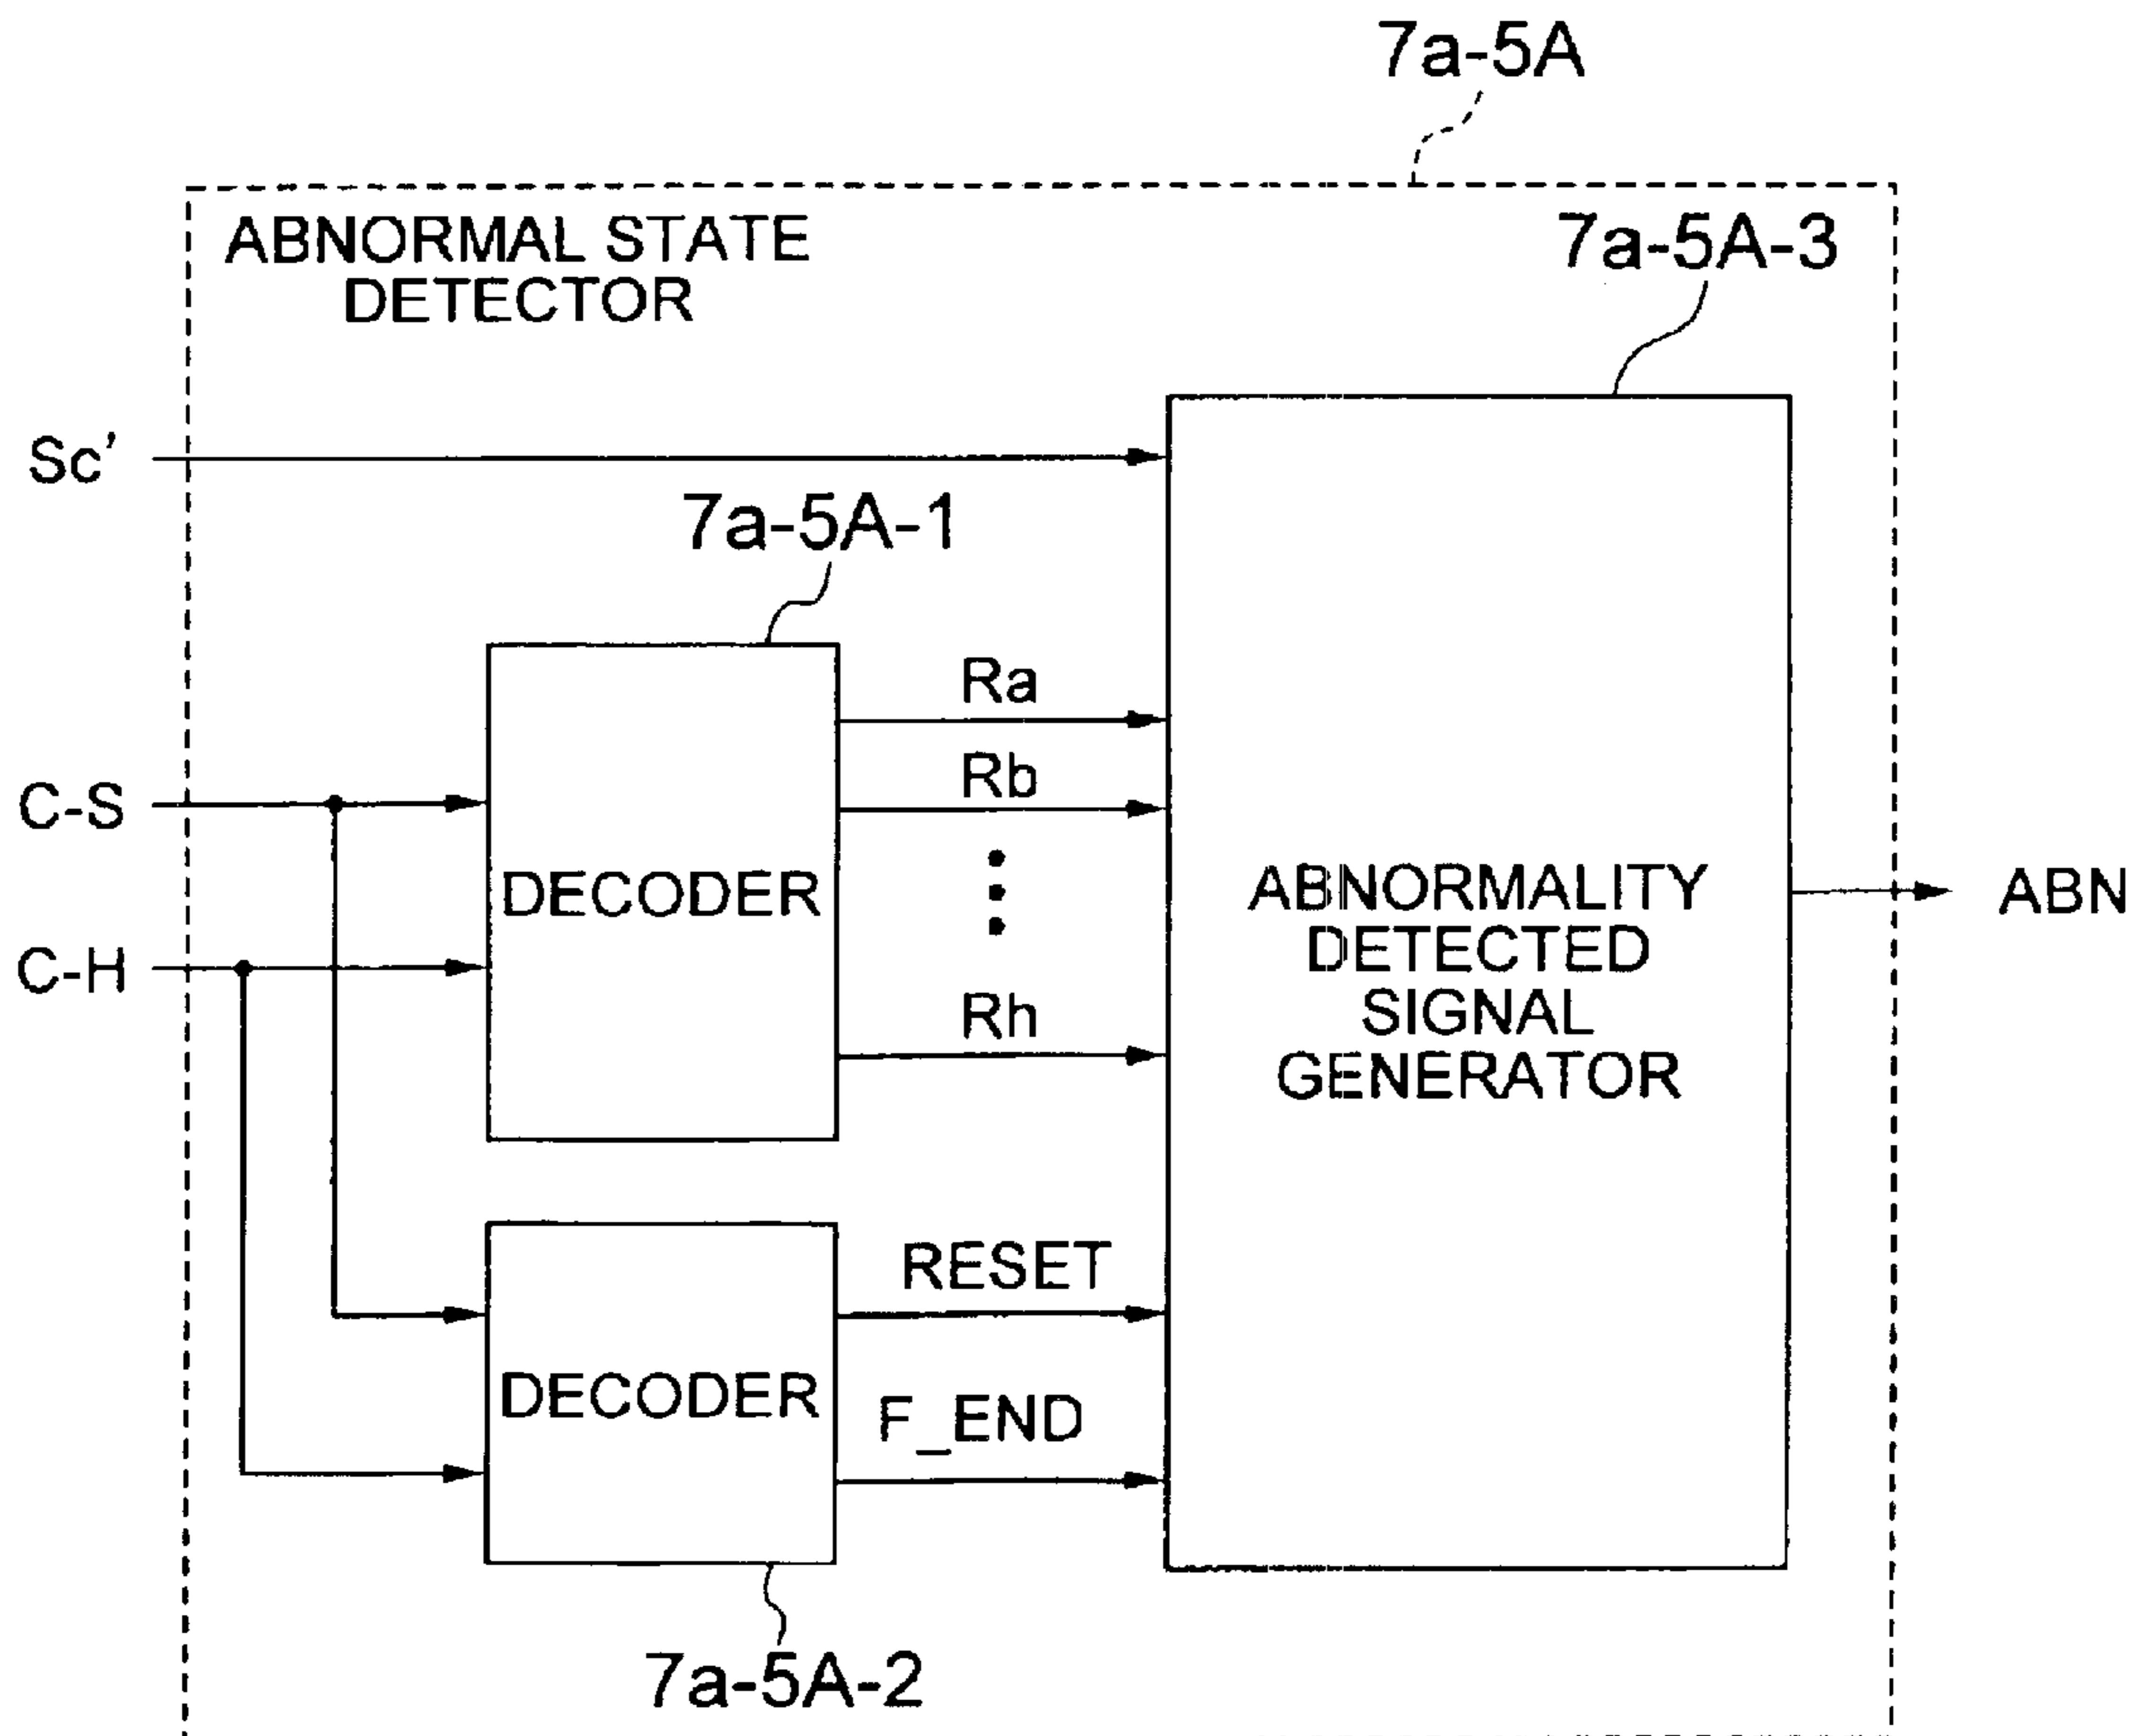 7a-5A
ABNORMAL STATE
DETECTOR
7a-5A-3
Sc'
7a-5A-1
Ra
Rb
C-S
DECODER
ABNORMALITY
DETECTED
SIGNAL
GENERATOR
ABN
C-H
Rh
RESET
DECODER
F_END
7a-5A-2